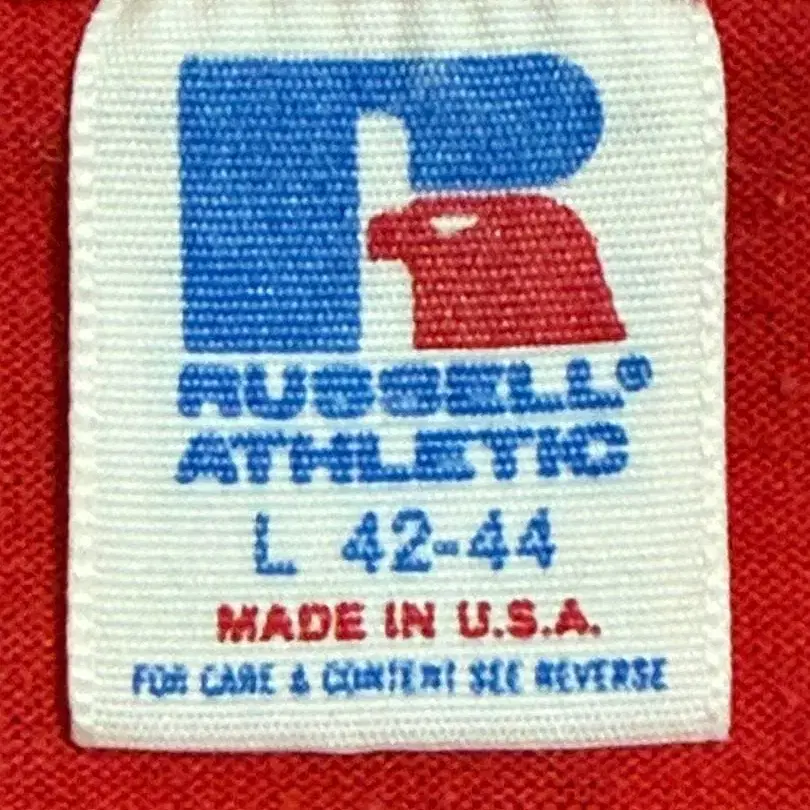 RUSSELL®
ATHLETIC
L 42-44
MADE IN U.S.A.
FOR CARE & CONTENT SEE REVERSE